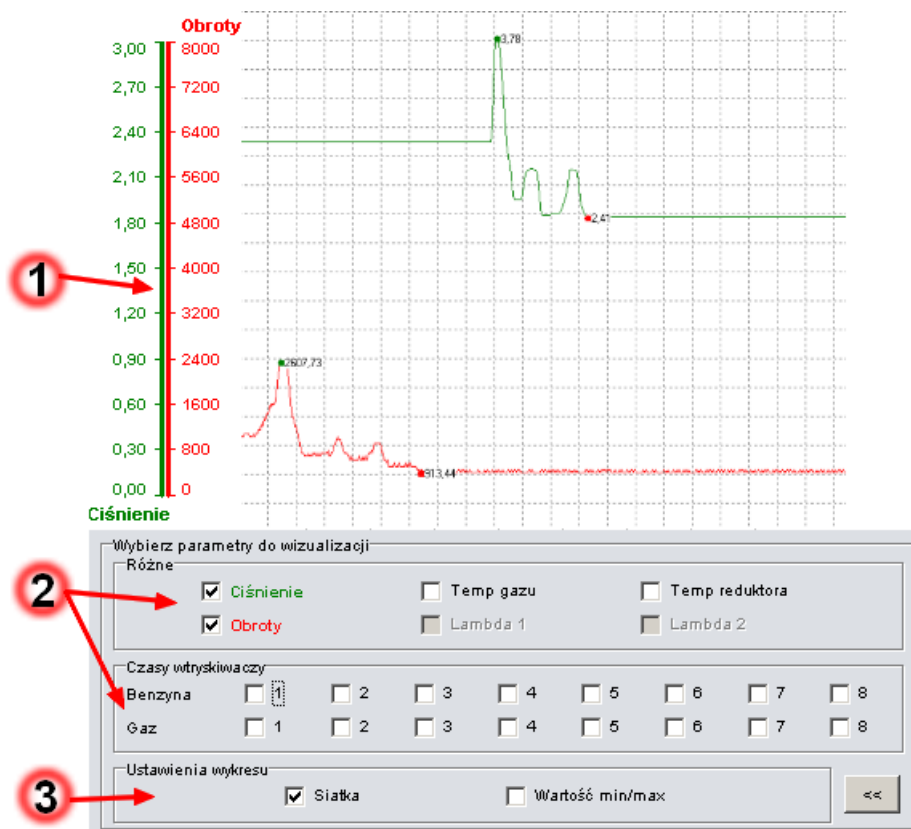 Obroty
3,00 8000
3,78
2,70 7200
2,40 6400
2,10 5600
1,80 4800
2,41
1
1,50 4000
1,20 3200
0,90 2400
2607,73
0,60 1600
0,30 800
913,44
0,00 0
Ciśnienie
Wybierz parametry do wizualizacji
Różne
2
Ciśnienie Temp gazu Temp reduktora
Obroty Lambda 1 Lambda 2
Czasy wtryskiwaczy
Benzyna 1 2 3 4 5 6 7 8
Gaz 1 2 3 4 5 6 7 8
Ustawienia wykresu
3
Siatka Wartość min/max <<